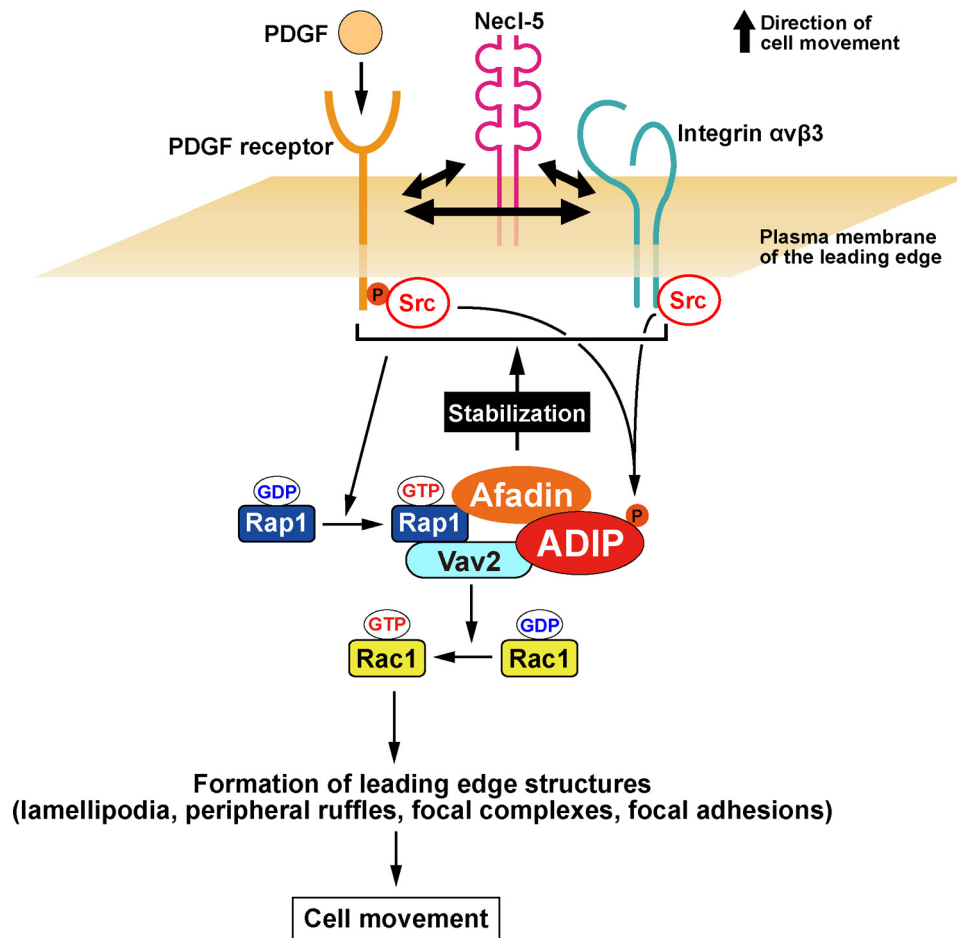 PDGF
Necl-5
Direction of
cell movement
PDGF receptor
Integrin αvβ3
Plasma membrane
of the leading edge
P
Src
Src
Stabilization
GDP
Rap1
GTP
Rap1
Afadin
P
ADIP
Vav2
GTP
Rac1
GDP
Rac1
Formation of leading edge structures
(lamellipodia, peripheral ruffles, focal complexes, focal adhesions)
Cell movement